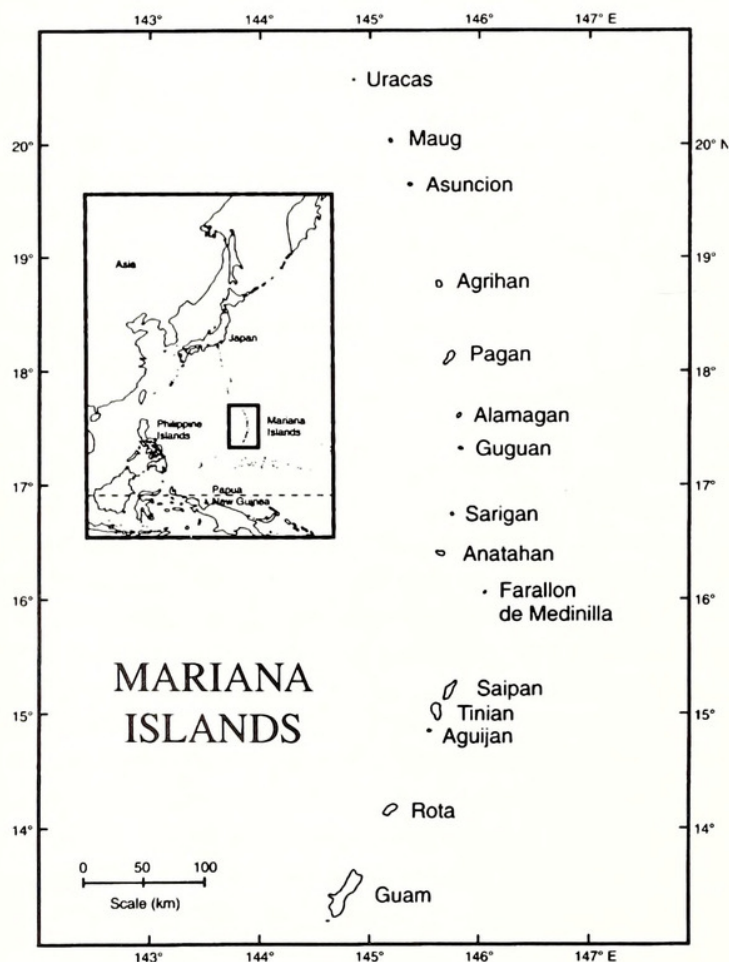 143° 144° 145° 146° 147° E
Uracas
20° Maug 20° N
Asuncion
19° Agrihan 19°
Asia
Japan
Pagan
18° 18°
Philippine
Islands
Mariana
Islands
Alamagan
Guguan
17° 17°
Papua
New Guinea
Sarigan
Anatahan
16° Farallon 16°
de Medinilla
MARIANA
ISLANDS
Saipan
15° Tinian 15°
Aguijan
Rota
14° 14°
0 50 100
Scale (km)
Guam
143° 144° 145° 146° 147° E